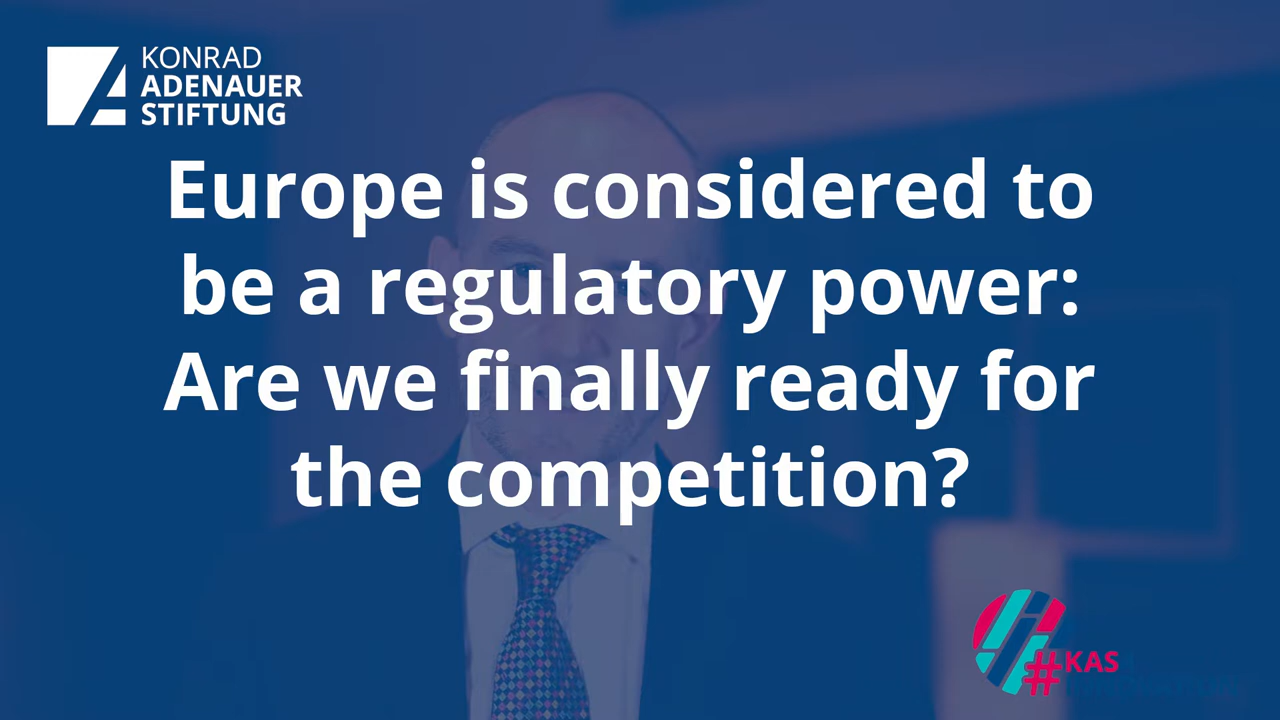 KONRAD
ADENAUER
STIFTUNG
Europe is considered to
be a regulatory power:
Are we finally ready for
the competition?
#KAS